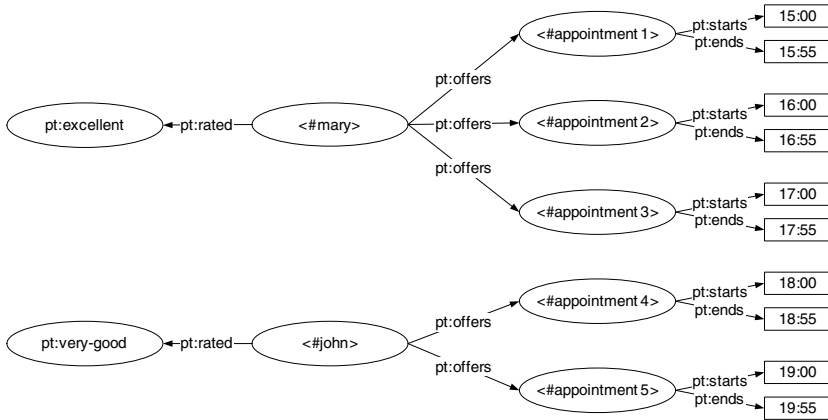 <#appointment 1>
pt:starts
15:00
pt:ends
15:55
pt:offers
pt:excellent
pt:rated
<#mary>
pt:offers
<#appointment 2>
pt:starts
16:00
pt:ends
16:55
pt:offers
<#appointment 3>
pt:starts
17:00
pt:ends
17:55
<#appointment 4>
pt:starts
18:00
pt:ends
18:55
pt:offers
pt:very-good
pt:rated
<#john>
pt:offers
<#appointment 5>
pt:starts
19:00
pt:ends
19:55